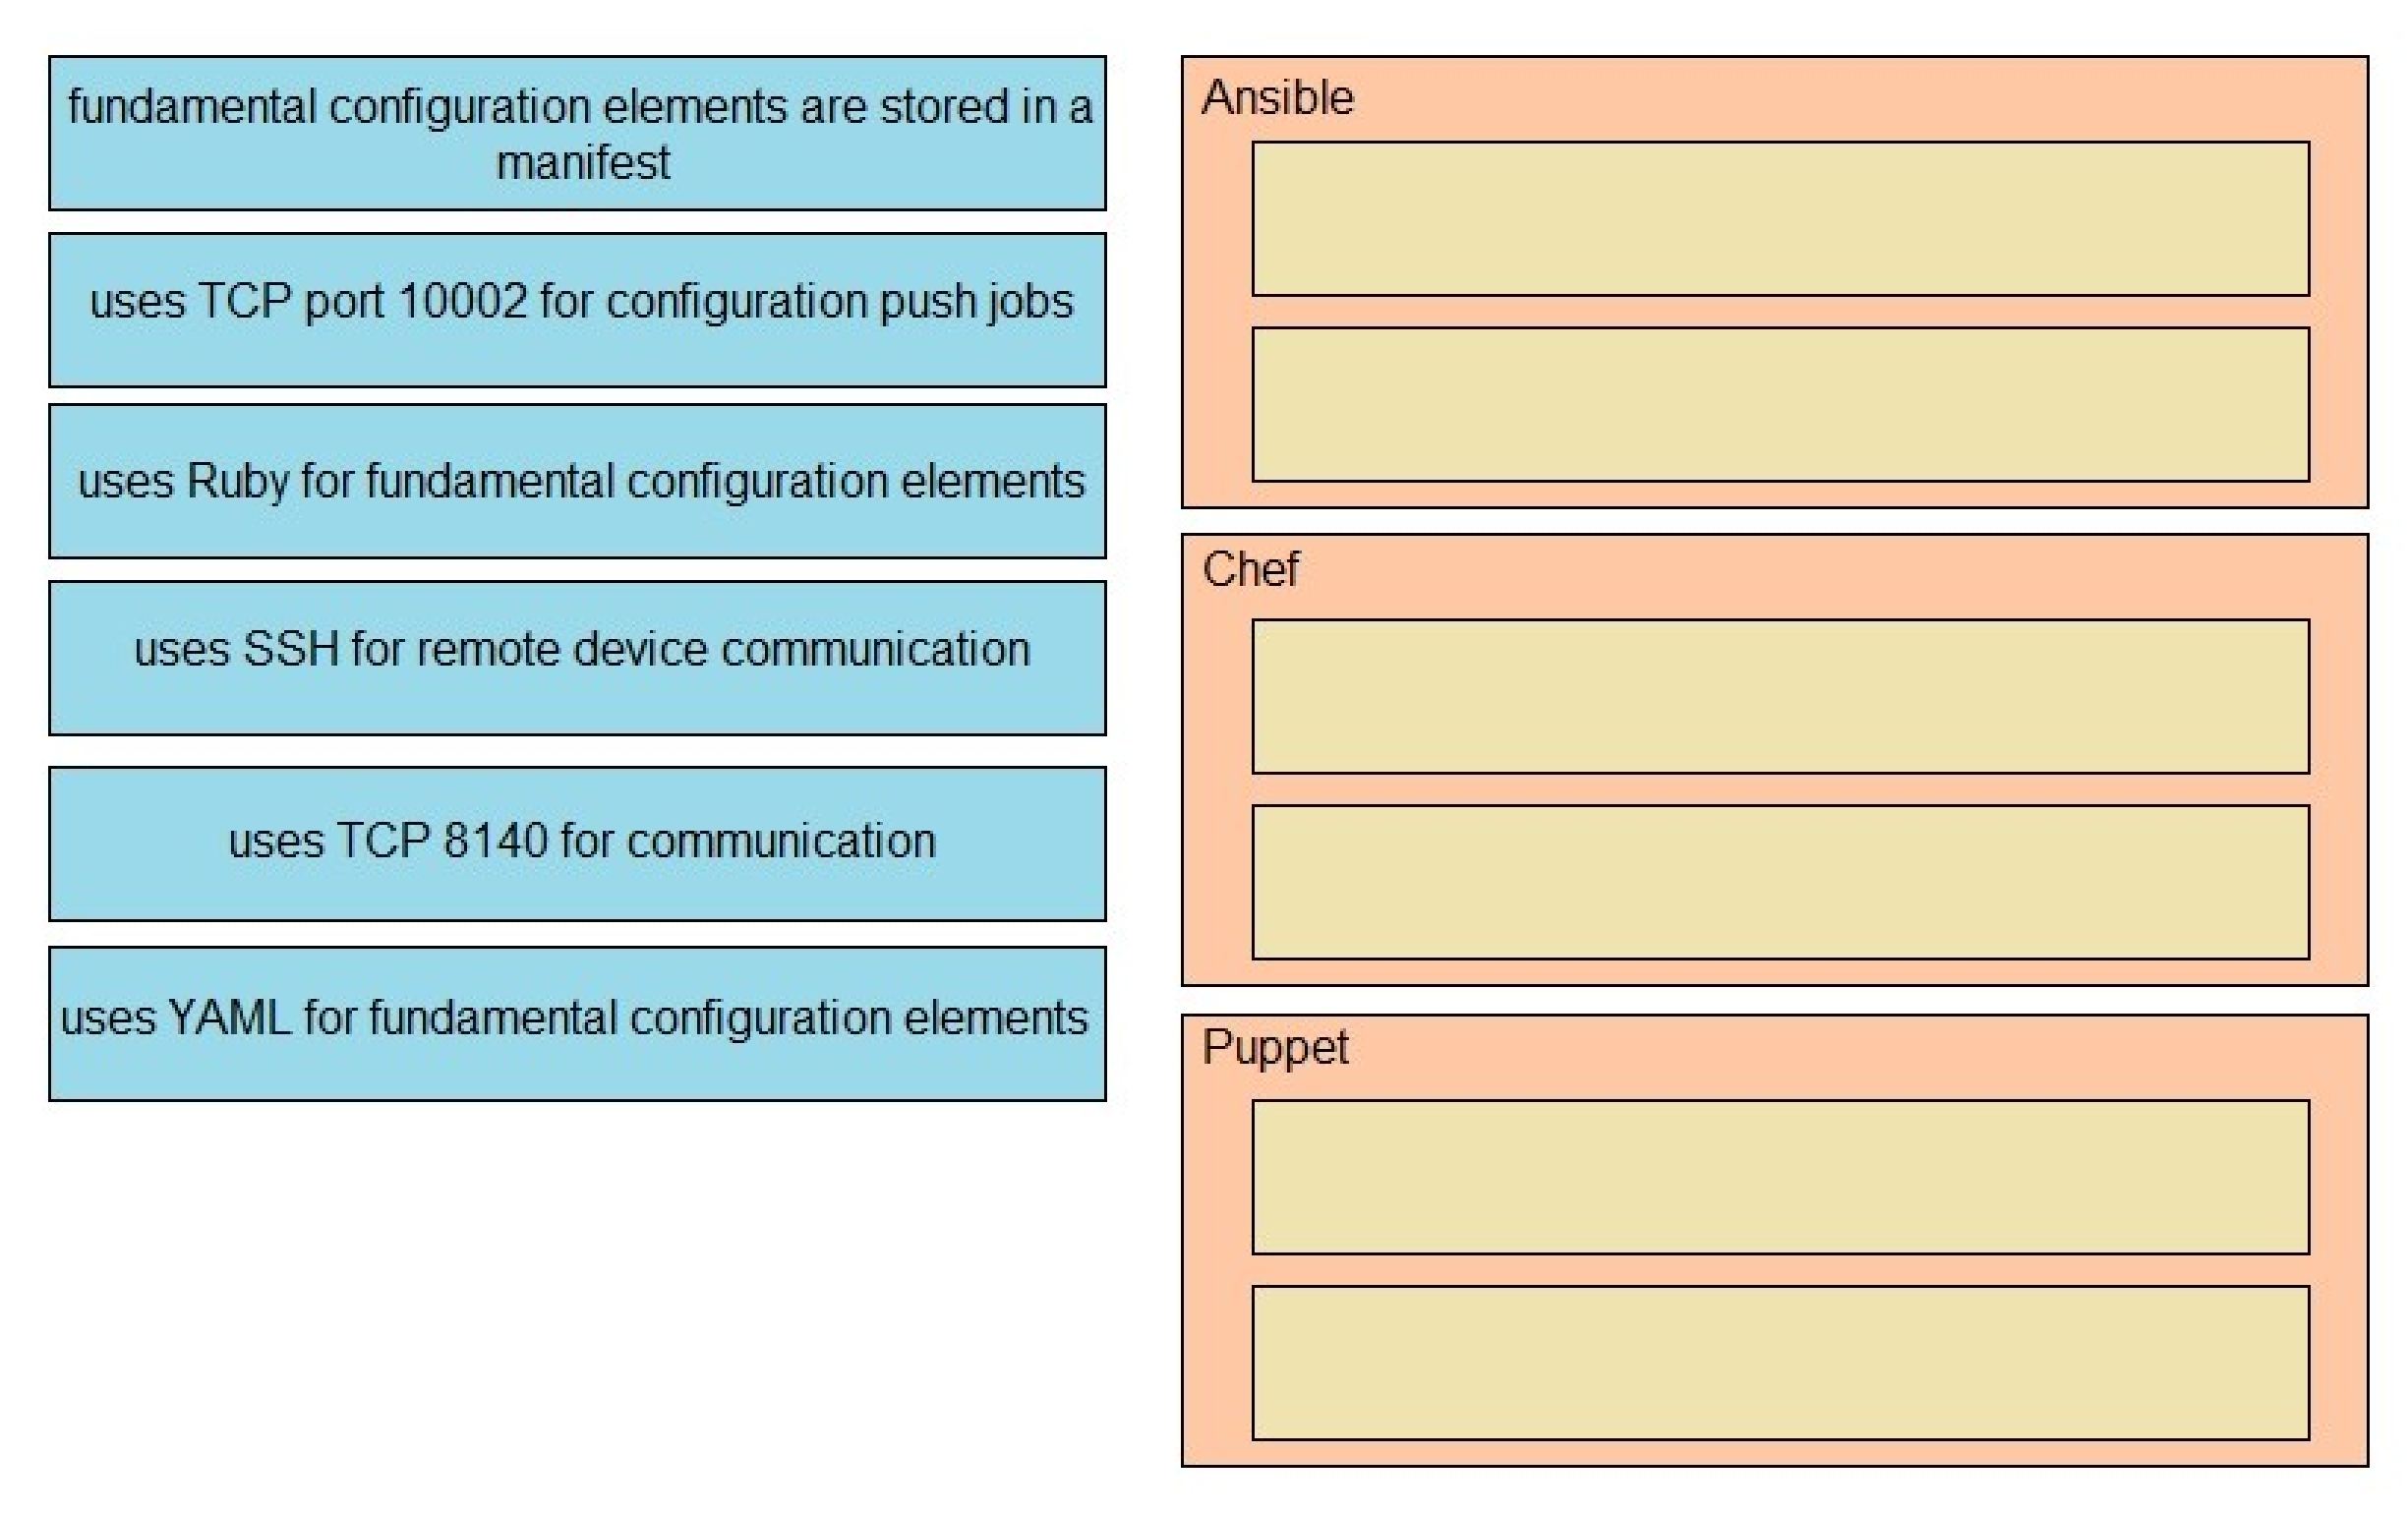 fundamental configuration elements are stored in a
manifest
uses TCP port 10002 for configuration push jobs
uses Ruby for fundamental configuration elements
uses SSH for remote device communication
uses TCP 8140 for communication
uses YAML for fundamental configuration elements
Ansible
Chef
Puppet